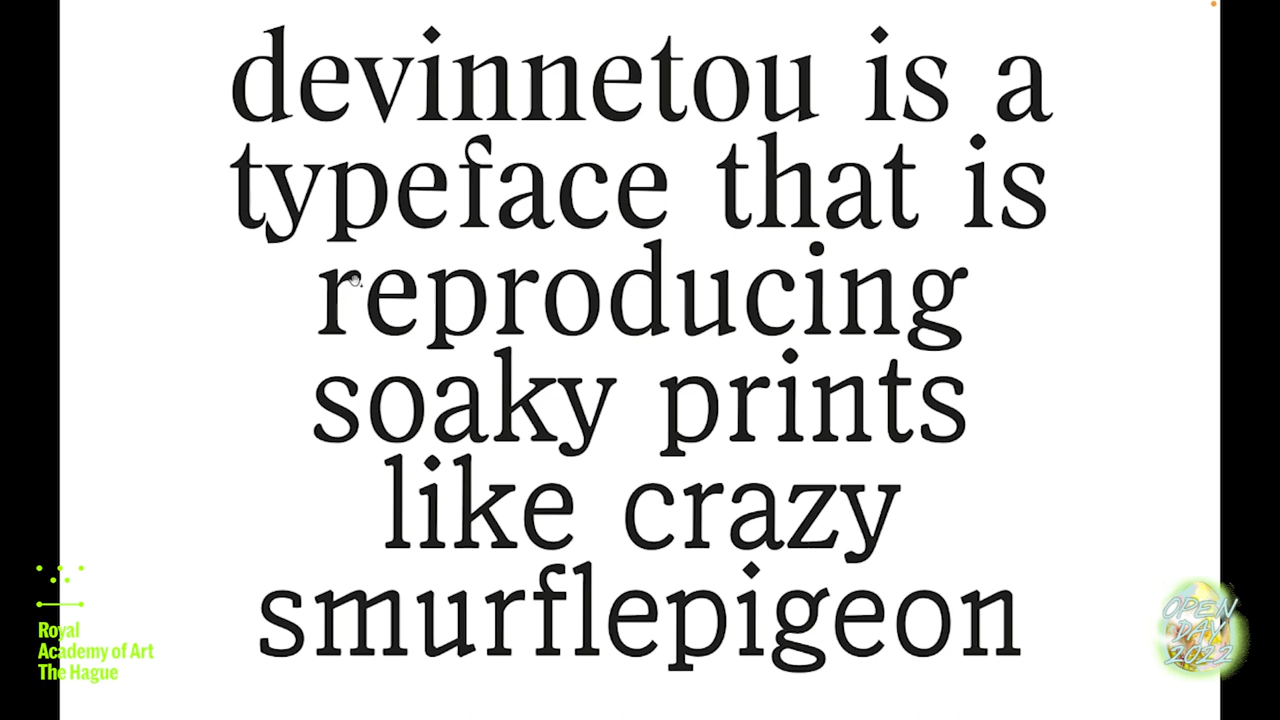 devinnetou is a
typeface that is
reproducing
soaky prints
like crazy
smurflepigeon
Royal
Academy of Art
The Hague
OPEN
DAY
2022